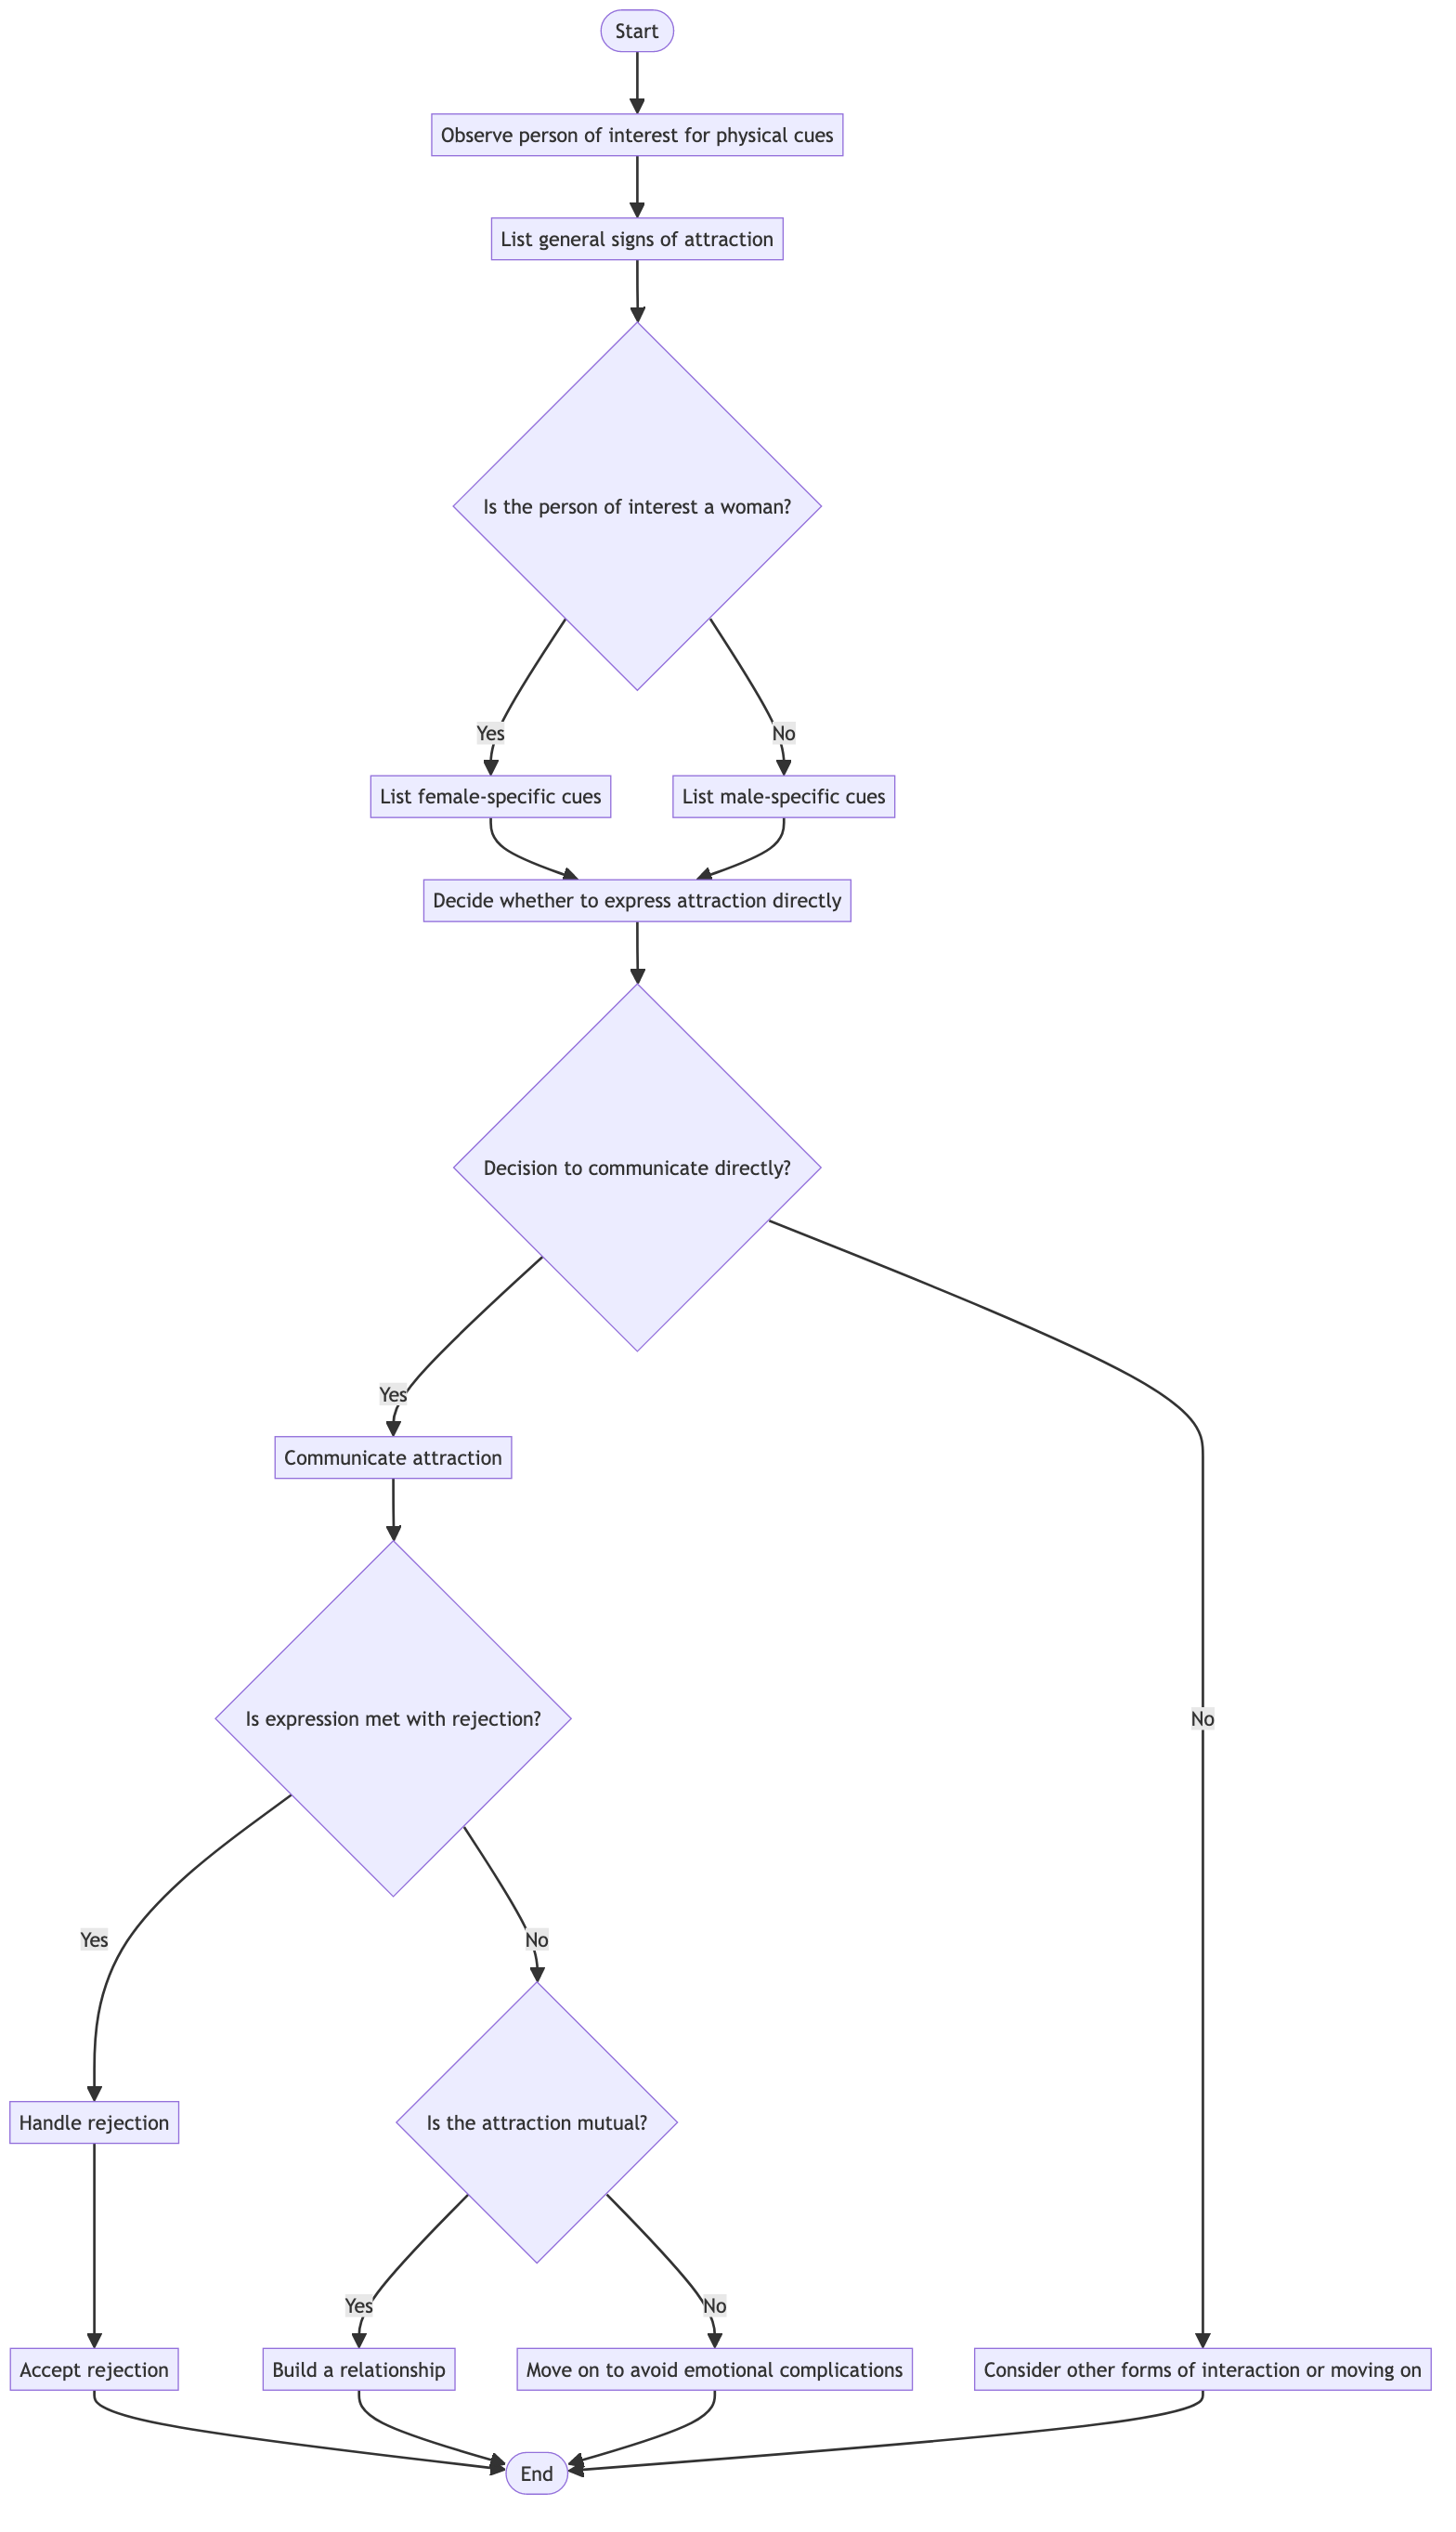 Start
Observe person of interest for physical cues
List general signs of attraction
Is the person of interest a woman?
Yes
No
List female-specific cues
List male-specific cues
Decide whether to express attraction directly
Decision to communicate directly?
Yes
Communicate attraction
Is expression met with rejection?
No
Yes
No
Handle rejection
Is the attraction mutual?
Yes
No
Accept rejection
Build a relationship
Move on to avoid emotional complications
Consider other forms of interaction or moving on
End